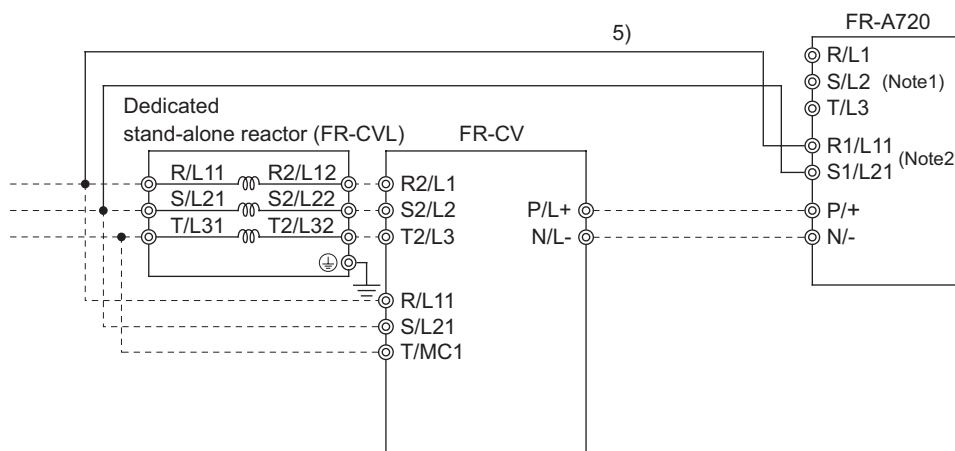 FR-A720
5)
R/L1
S/L2 (Note1)
T/L3
Dedicated
stand-alone reactor (FR-CVL)
FR-CV
R1/L11
(Note2
S1/L21
R/L11 R2/L12
R2/L1
S/L21 S2/L22
S2/L2
P/L+
P/+
T/L31 T2/L32
T2/L3
N/L-
N/-
R/L11
S/L21
T/MC1